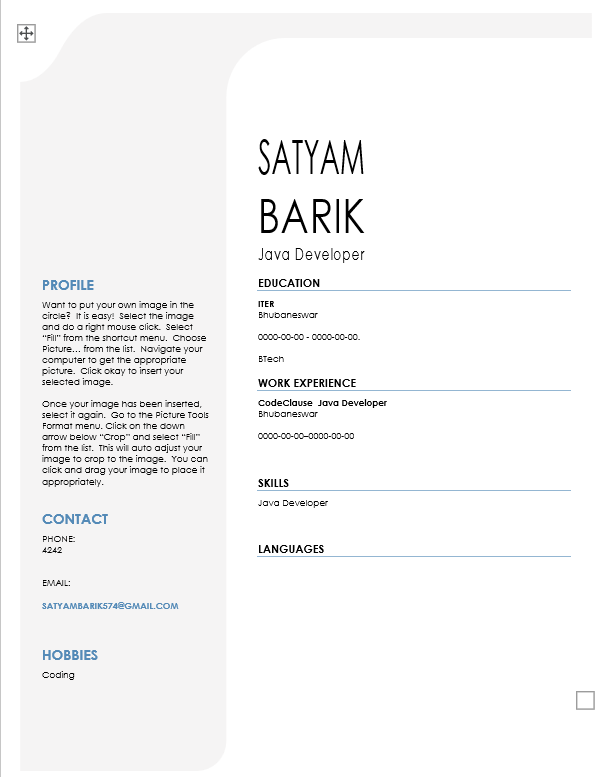 SATYAM
BARIK
Java Developer
PROFILE
Want to put your own image in the
circle?  It is easy!  Select the image
and do a right mouse click.  Select
“Fill” from the shortcut menu.  Choose
Picture… from the list.  Navigate your
computer to get the appropriate
picture.  Click okay to insert your
selected image.
Once your image has been inserted,
select it again.  Go to the Picture Tools
Format menu. Click on the down
arrow below “Crop” and select “Fill”
from the list.  This will auto adjust your
image to crop to the image.  You can
click and drag your image to place it
appropriately.
CONTACT
PHONE:
4242
EMAIL:
SATYAMBARIK574@GMAIL.COM
HOBBIES
Coding
EDUCATION
ITER
Bhubaneswar
0000-00-00 - 0000-00-00.
BTech
WORK EXPERIENCE
CodeClause  Java Developer
Bhubaneswar
0000-00-00–0000-00-00
SKILLS
Java Developer
LANGUAGES